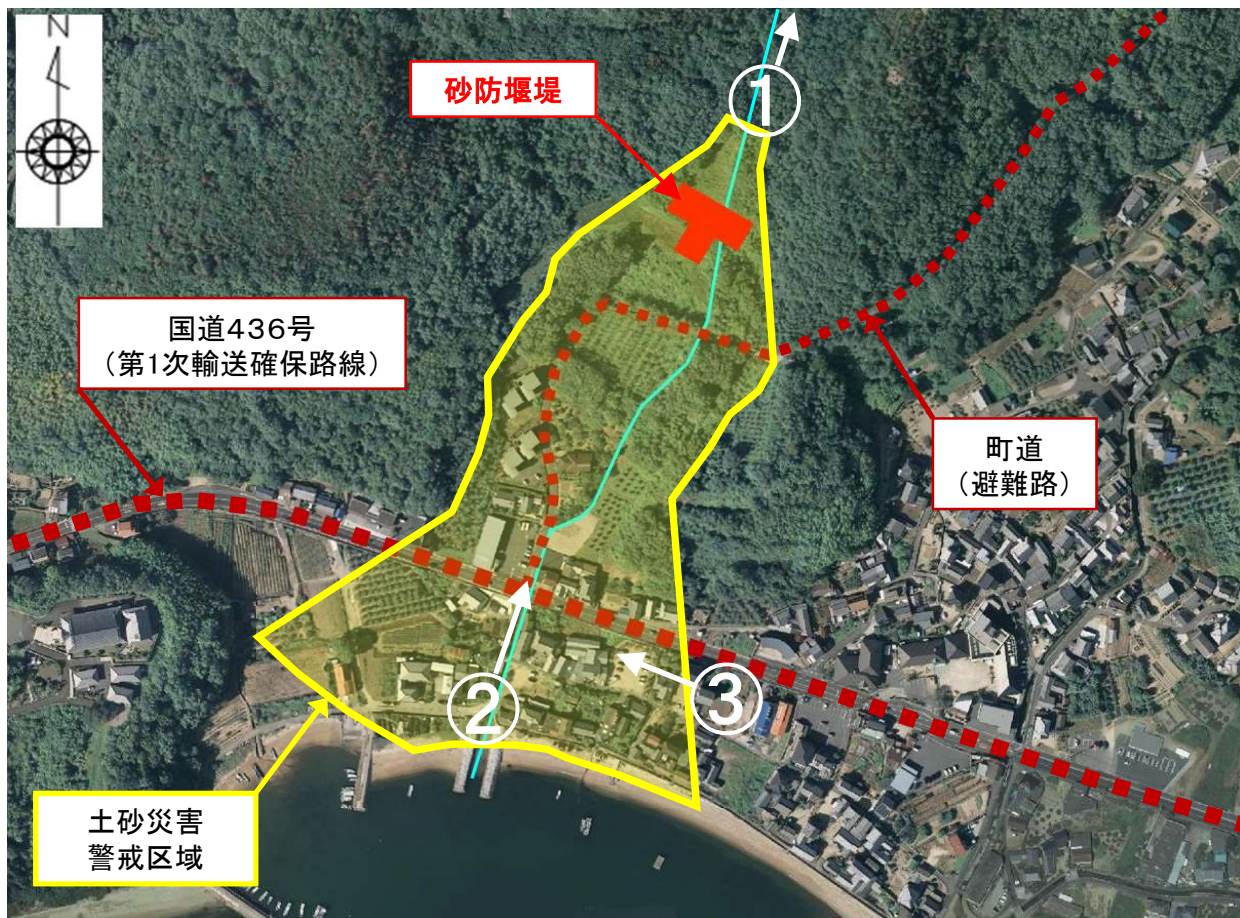 N
①
砂防堰堤
国道436号
（第1次輸送確保路線）
町道
（避難路）
②
③
土砂災害
警戒区域